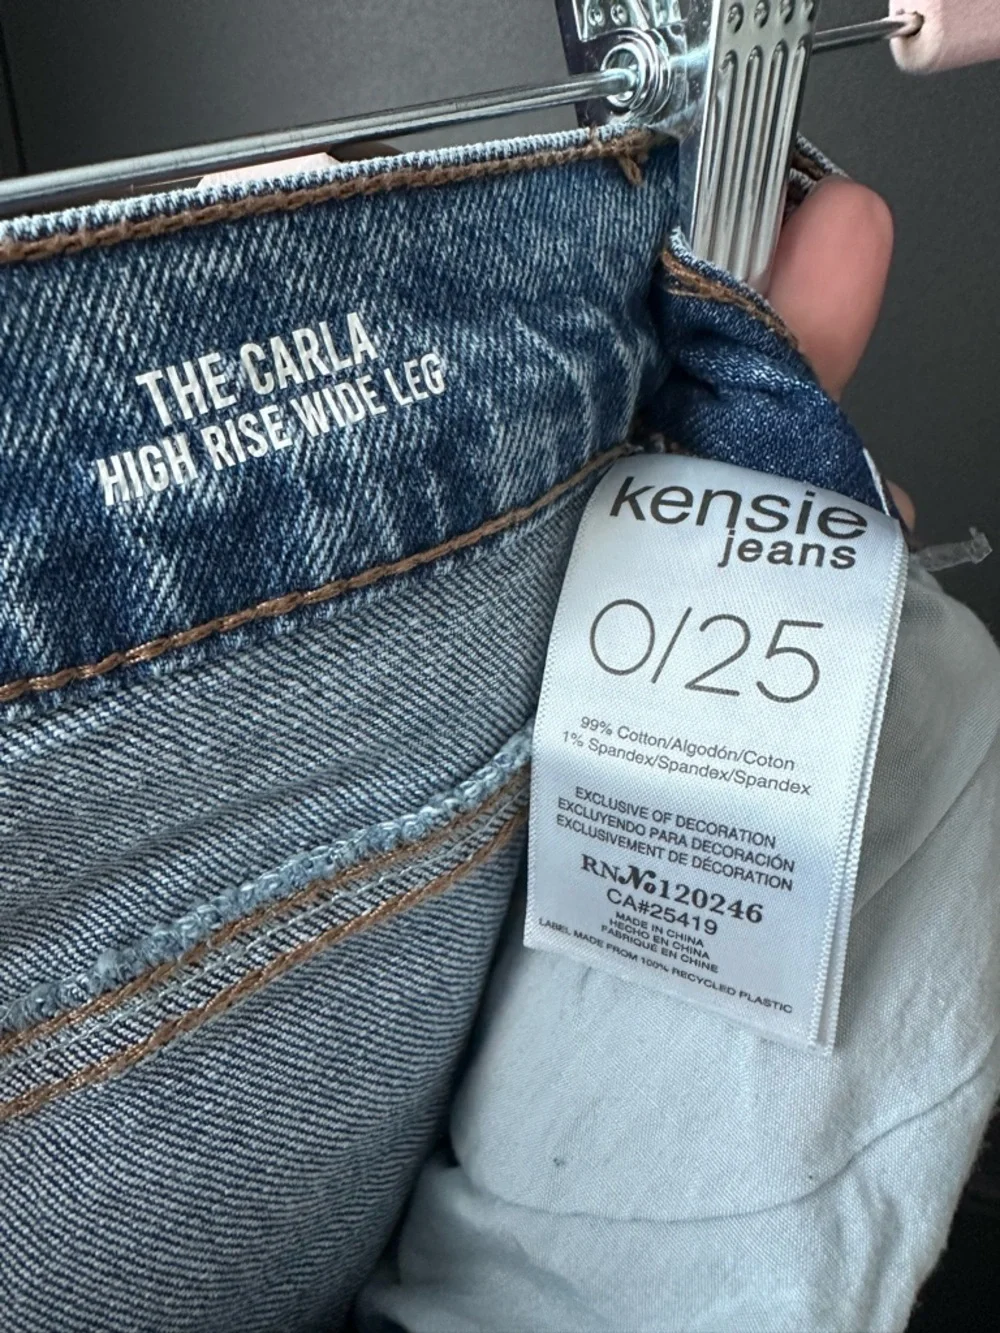 THE CARLA
HIGH RISE WIDE LEG
kensie
jeans
0/25
99% Cotton/Algodón/Coton
1% Spandex/Spandex/Spandex
EXCLUSIVE OF DECORATION
EXCLUYENDO PARA DECORACIÓN
EXCLUSIVEMENT DE DÉCORATION
RN№120246
CA#25419
MADE IN CHINA
HECHO EN CHINA
FABRIQUÉ EN CHINE
LABEL MADE FROM 100% RECYCLED PLASTIC